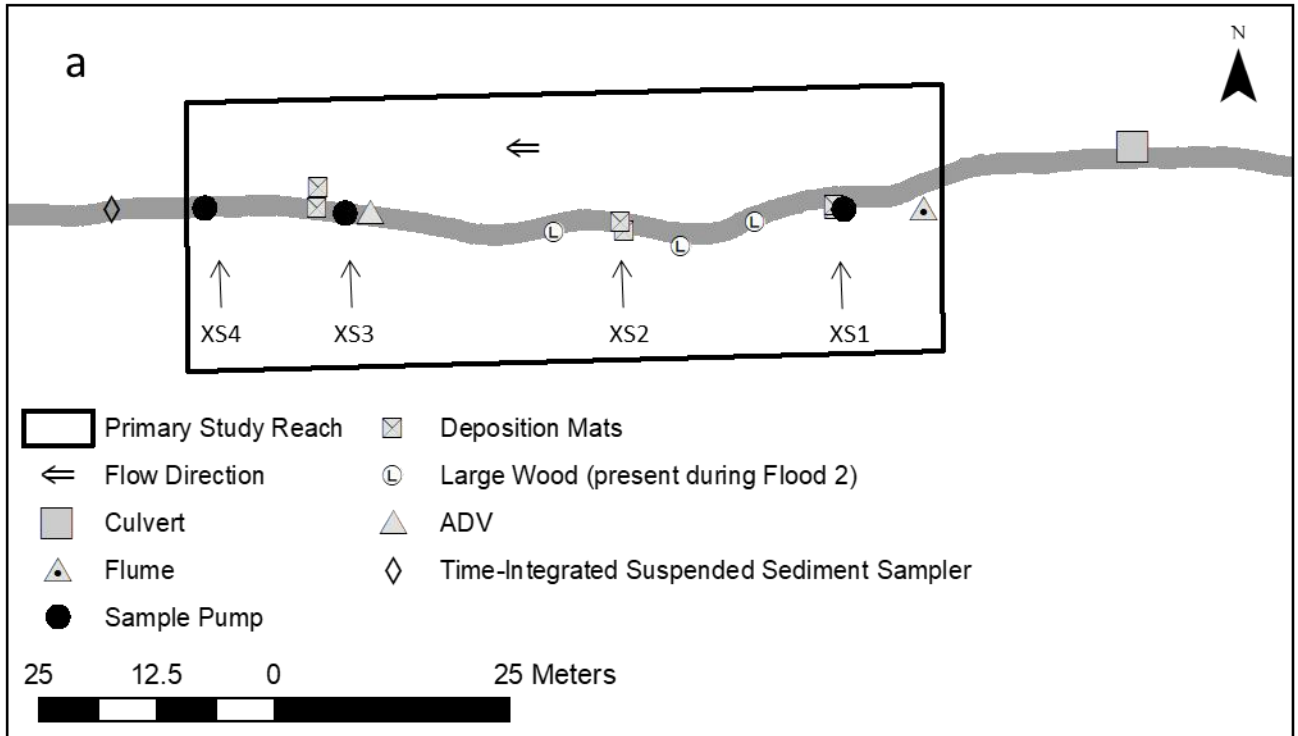 a
N
L
L
L
XS4
XS3
XS2
XS1
Primary Study Reach
Deposition Mats
Flow Direction
L
Large Wood (present during Flood 2)
Culvert
ADV
Flume
Time-Integrated Suspended Sediment Sampler
Sample Pump
25 12.5 0 25 Meters